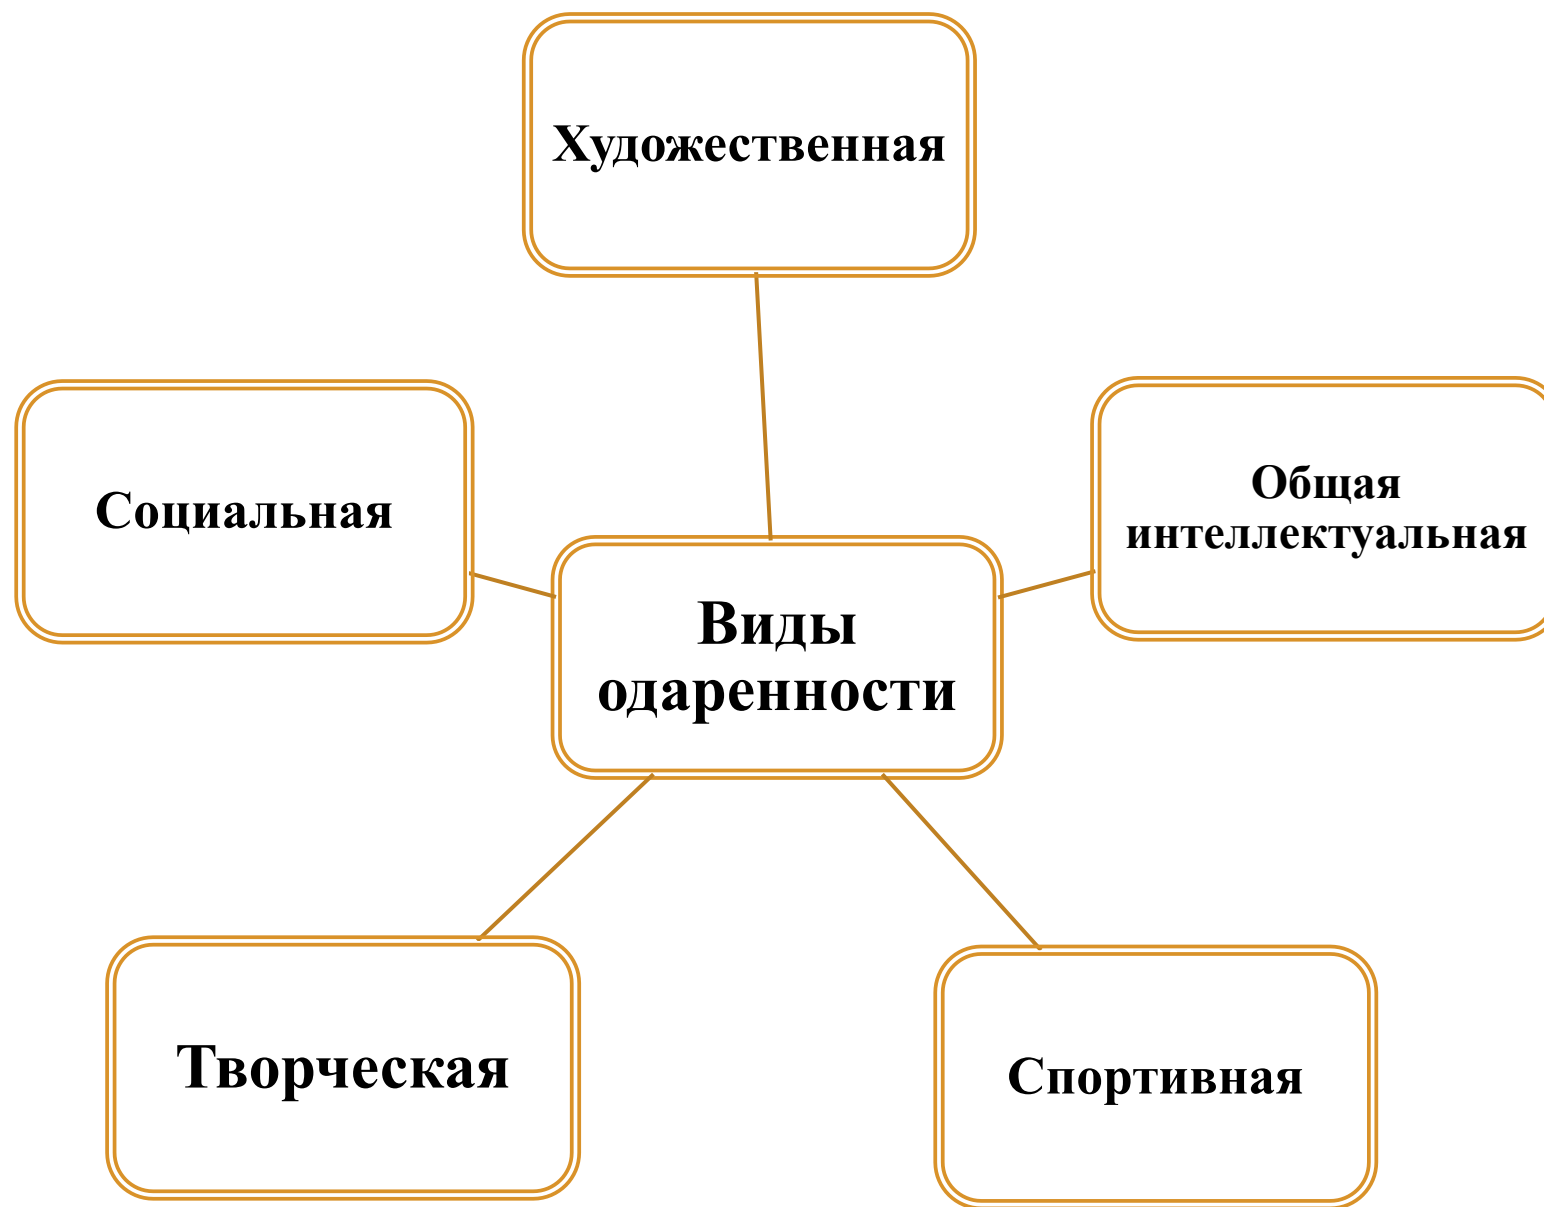 Художественная
Социальная
Общая
интеллектуальная
Виды
одаренности
Творческая
Спортивная